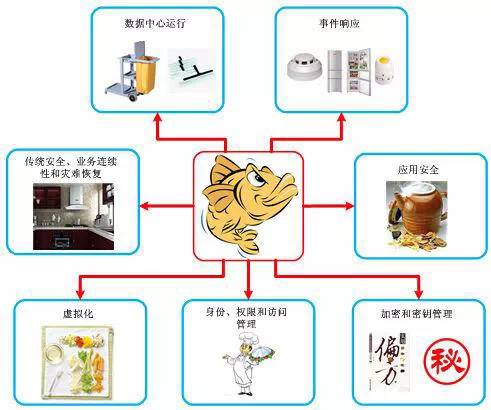 数据中心运行
事件响应
传统安全、业务连续
性和灾难恢复
应用安全
虚拟化
身份、权限和访问
管理
加密和密钥管理
偏方
秘